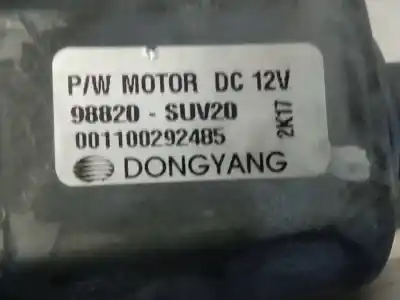 P/W MOTOR DC 12V
98820 - SUV20
001100292485
2K17
DONGYANG